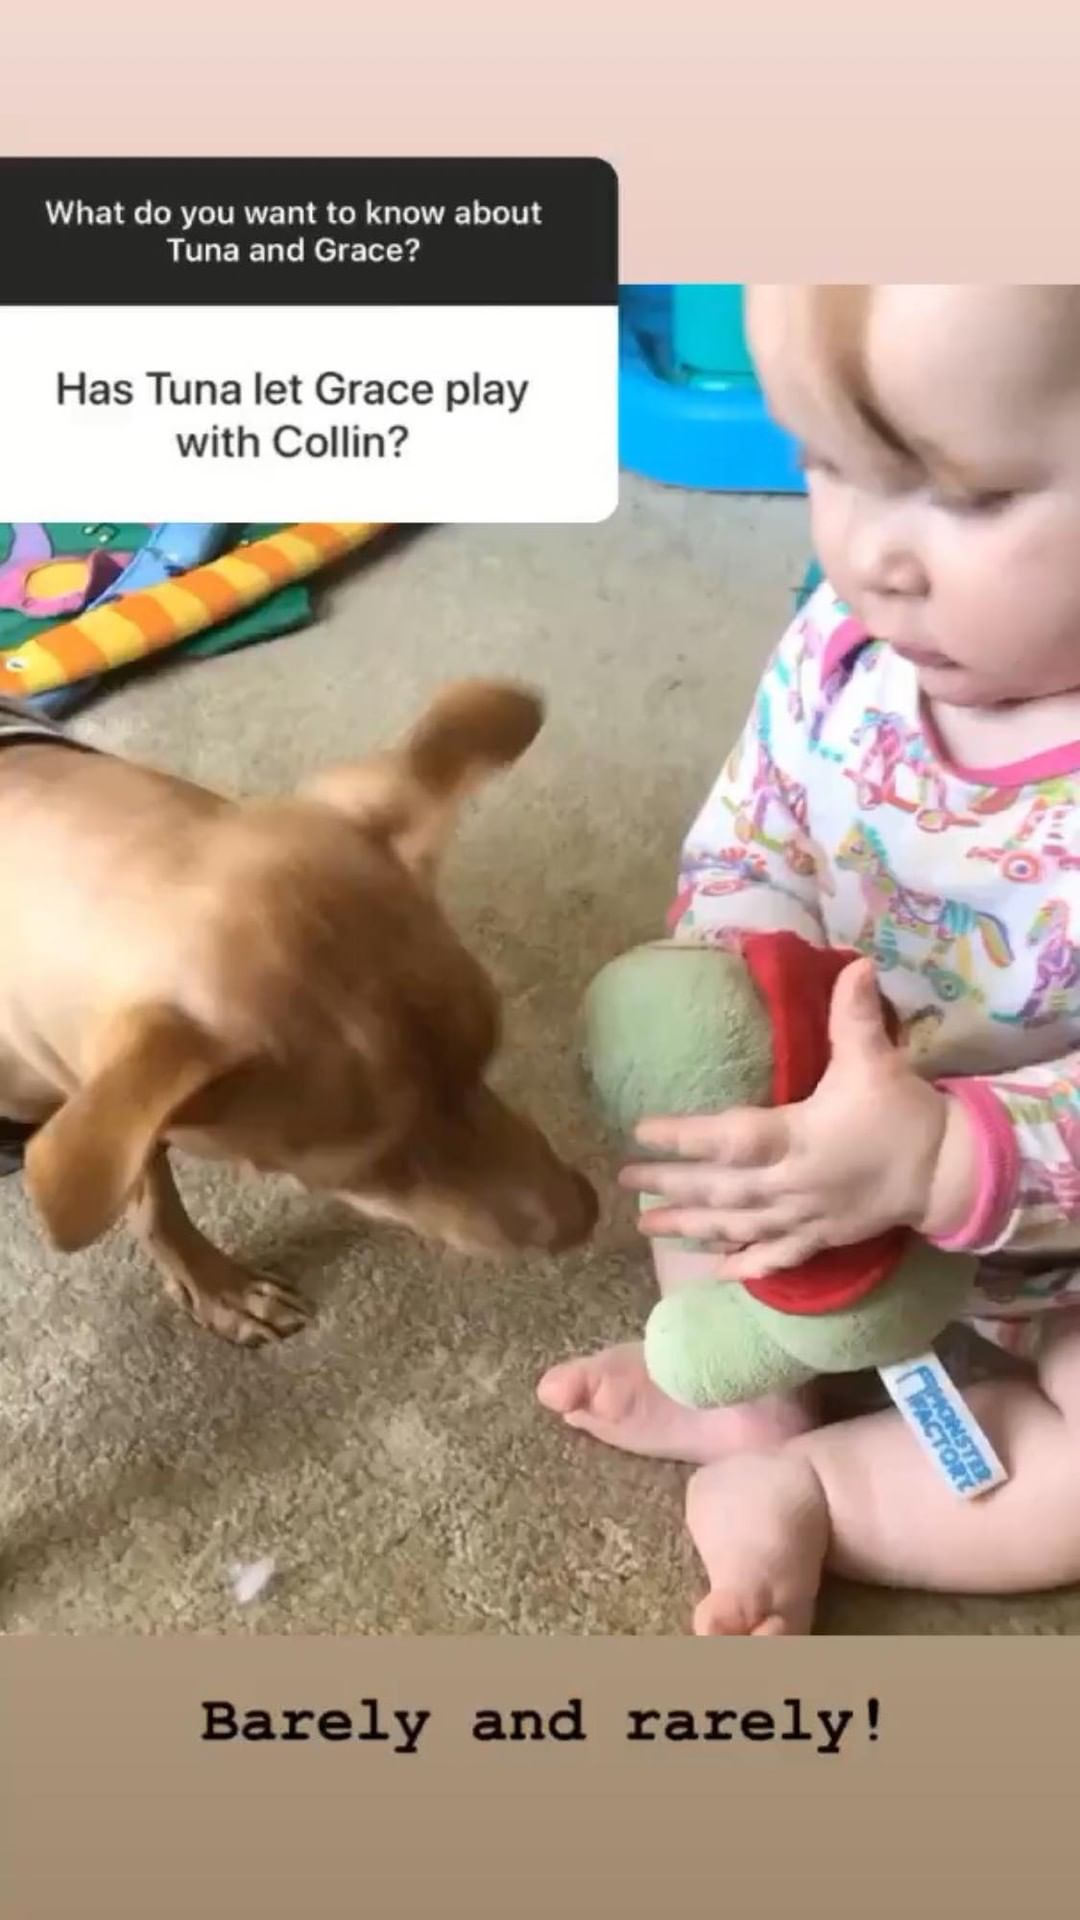 What do you want to know about
Tuna and Grace?
Has Tuna let Grace play
with Collin?
MONSTER
FACTORY
Barely and rarely!